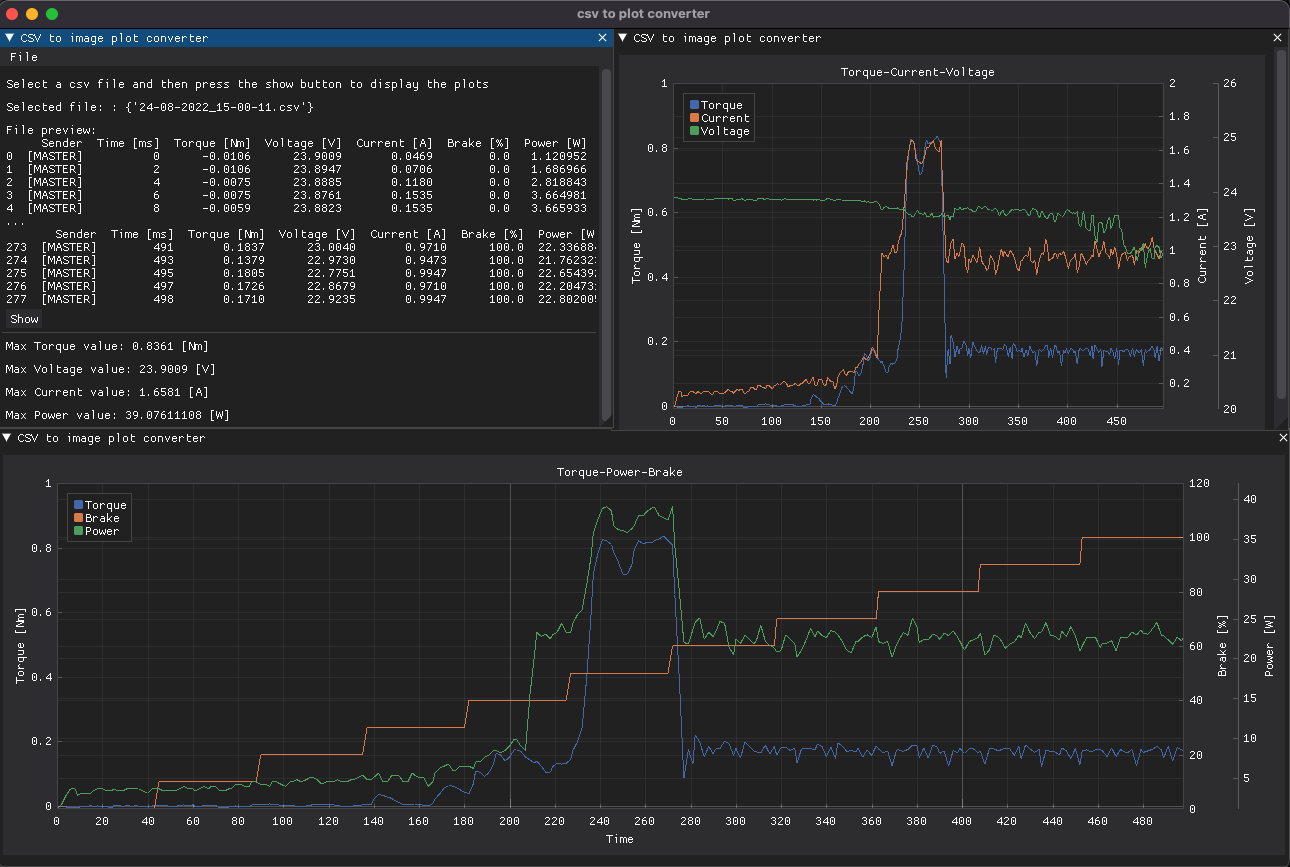 csv to plot converter
CSV to image plot converter
File
Select a csv file and then press the show button to display the plots
Selected file: : {'24-08-2022_15-00-11.csv'}
File preview:
Sender Time [ms] Torque [Nm] Voltage [V] Current [A] Brake [%] Power [W]
0 [MASTER] 0 -0.0106 23.9009 0.0469 0.0 1.120952
1 [MASTER] 2 -0.0106 23.8947 0.0706 0.0 1.686966
2 [MASTER] 4 -0.0075 23.8885 0.1180 0.0 2.818843
3 [MASTER] 6 -0.0075 23.8761 0.1535 0.0 3.664981
4 [MASTER] 8 -0.0059 23.8823 0.1535 0.0 3.665933
...
Sender Time [ms] Torque [Nm] Voltage [V] Current [A] Brake [%] Power [W
273 [MASTER] 491 0.1837 23.0040 0.9710 100.0 22.33688
274 [MASTER] 493 0.1379 22.9730 0.9473 100.0 21.76232
275 [MASTER] 495 0.1805 22.7751 0.9947 100.0 22.65439
276 [MASTER] 497 0.1726 22.8679 0.9710 100.0 22.20473
277 [MASTER] 498 0.1710 22.9235 0.9947 100.0 22.80200
Show
Max Torque value: 0.8361 [Nm]
Max Voltage value: 23.9009 [V]
Max Current value: 1.6581 [A]
Max Power value: 39.07611108 [W]
CSV to image plot converter
Torque-Current-Voltage
Torque
Current
Voltage
1
0.8
0.6
0.4
0.2
0
Torque [Nm]
2
1.8
1.6
1.4
1.2
1
0.8
0.6
0.4
0.2
Current [A]
26
25
24
23
22
21
20
Voltage [V]
0 50 100 150 200 250 300 350 400 450
CSV to image plot converter
Torque-Power-Brake
Torque
Brake
Power
1
0.8
0.6
0.4
0.2
0
Torque [Nm]
120
100
80
60
40
20
0
Brake [%]
40
35
30
25
20
15
10
5
Power [W]
0 20 40 60 80 100 120 140 160 180 200 220 240 260 280 300 320 340 360 380 400 420 440 460 480
Time